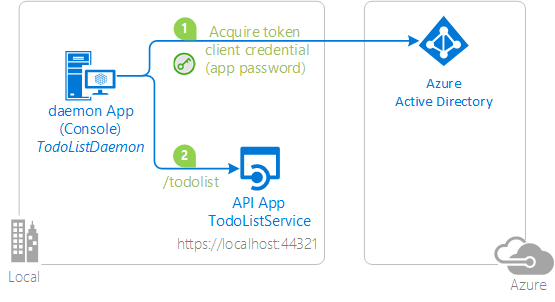 1
Acquire token
client credential
(app password)
Azure
Active Directory
daemon App
(Console)
TodoListDaemon
2
/todolist
API App
TodoListService
https://localhost:44321
Local
Azure